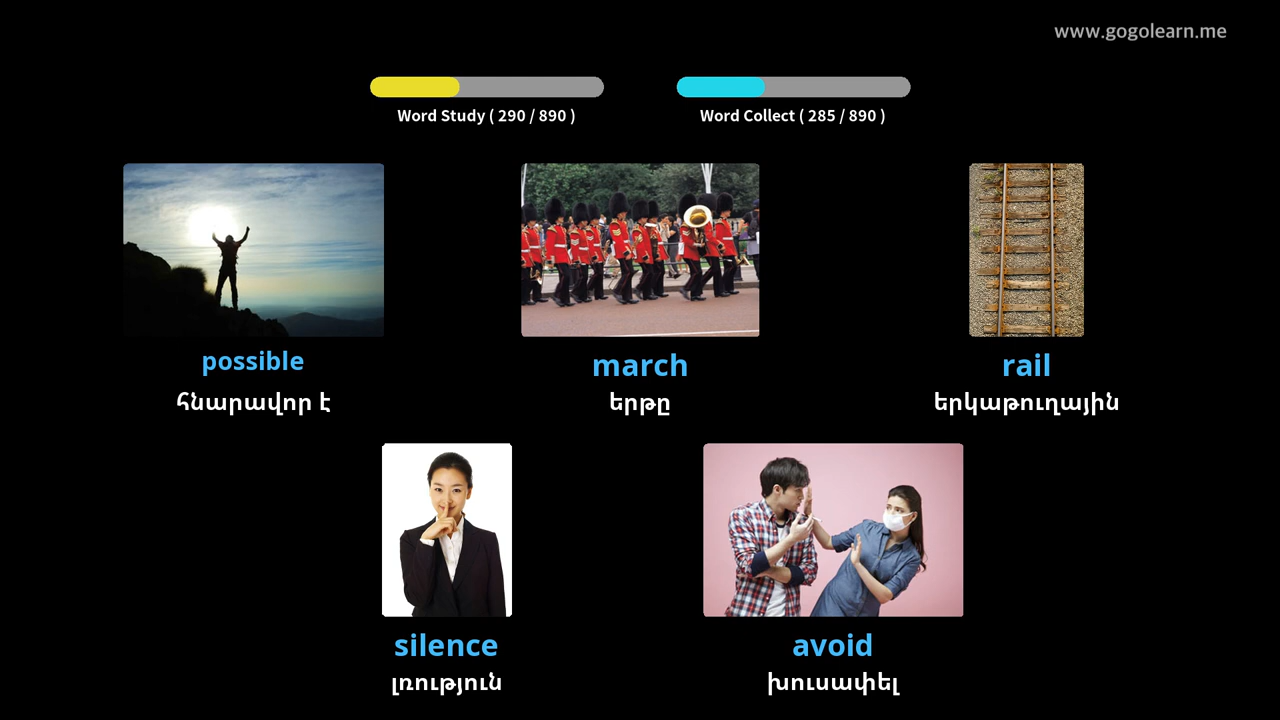 www.gogolearn.me
Word Study ( 290 / 890 )
Word Collect ( 285 / 890 )
possible
հնարավոր է
march
երթը
rail
երկաթուղային
silence
լռություն
avoid
խուսափել